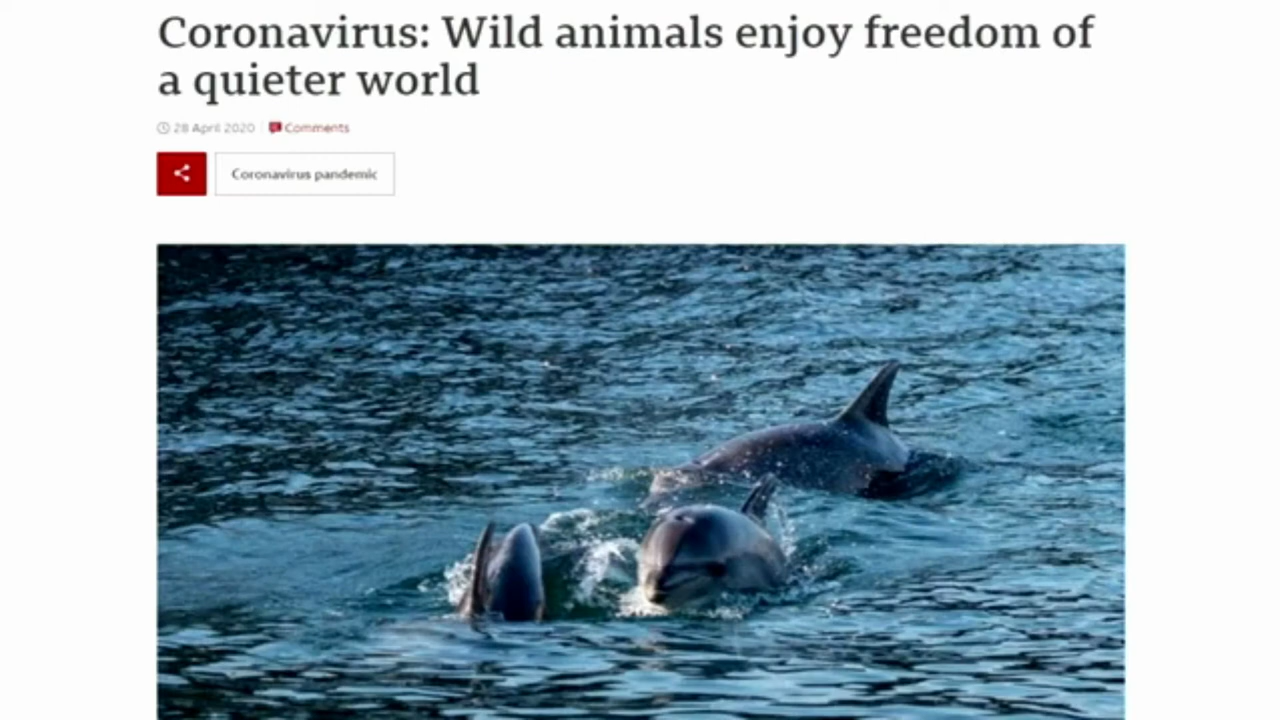 Coronavirus: Wild animals enjoy freedom of
a quieter world
28 April 2020 Comments
Coronavirus pandemic